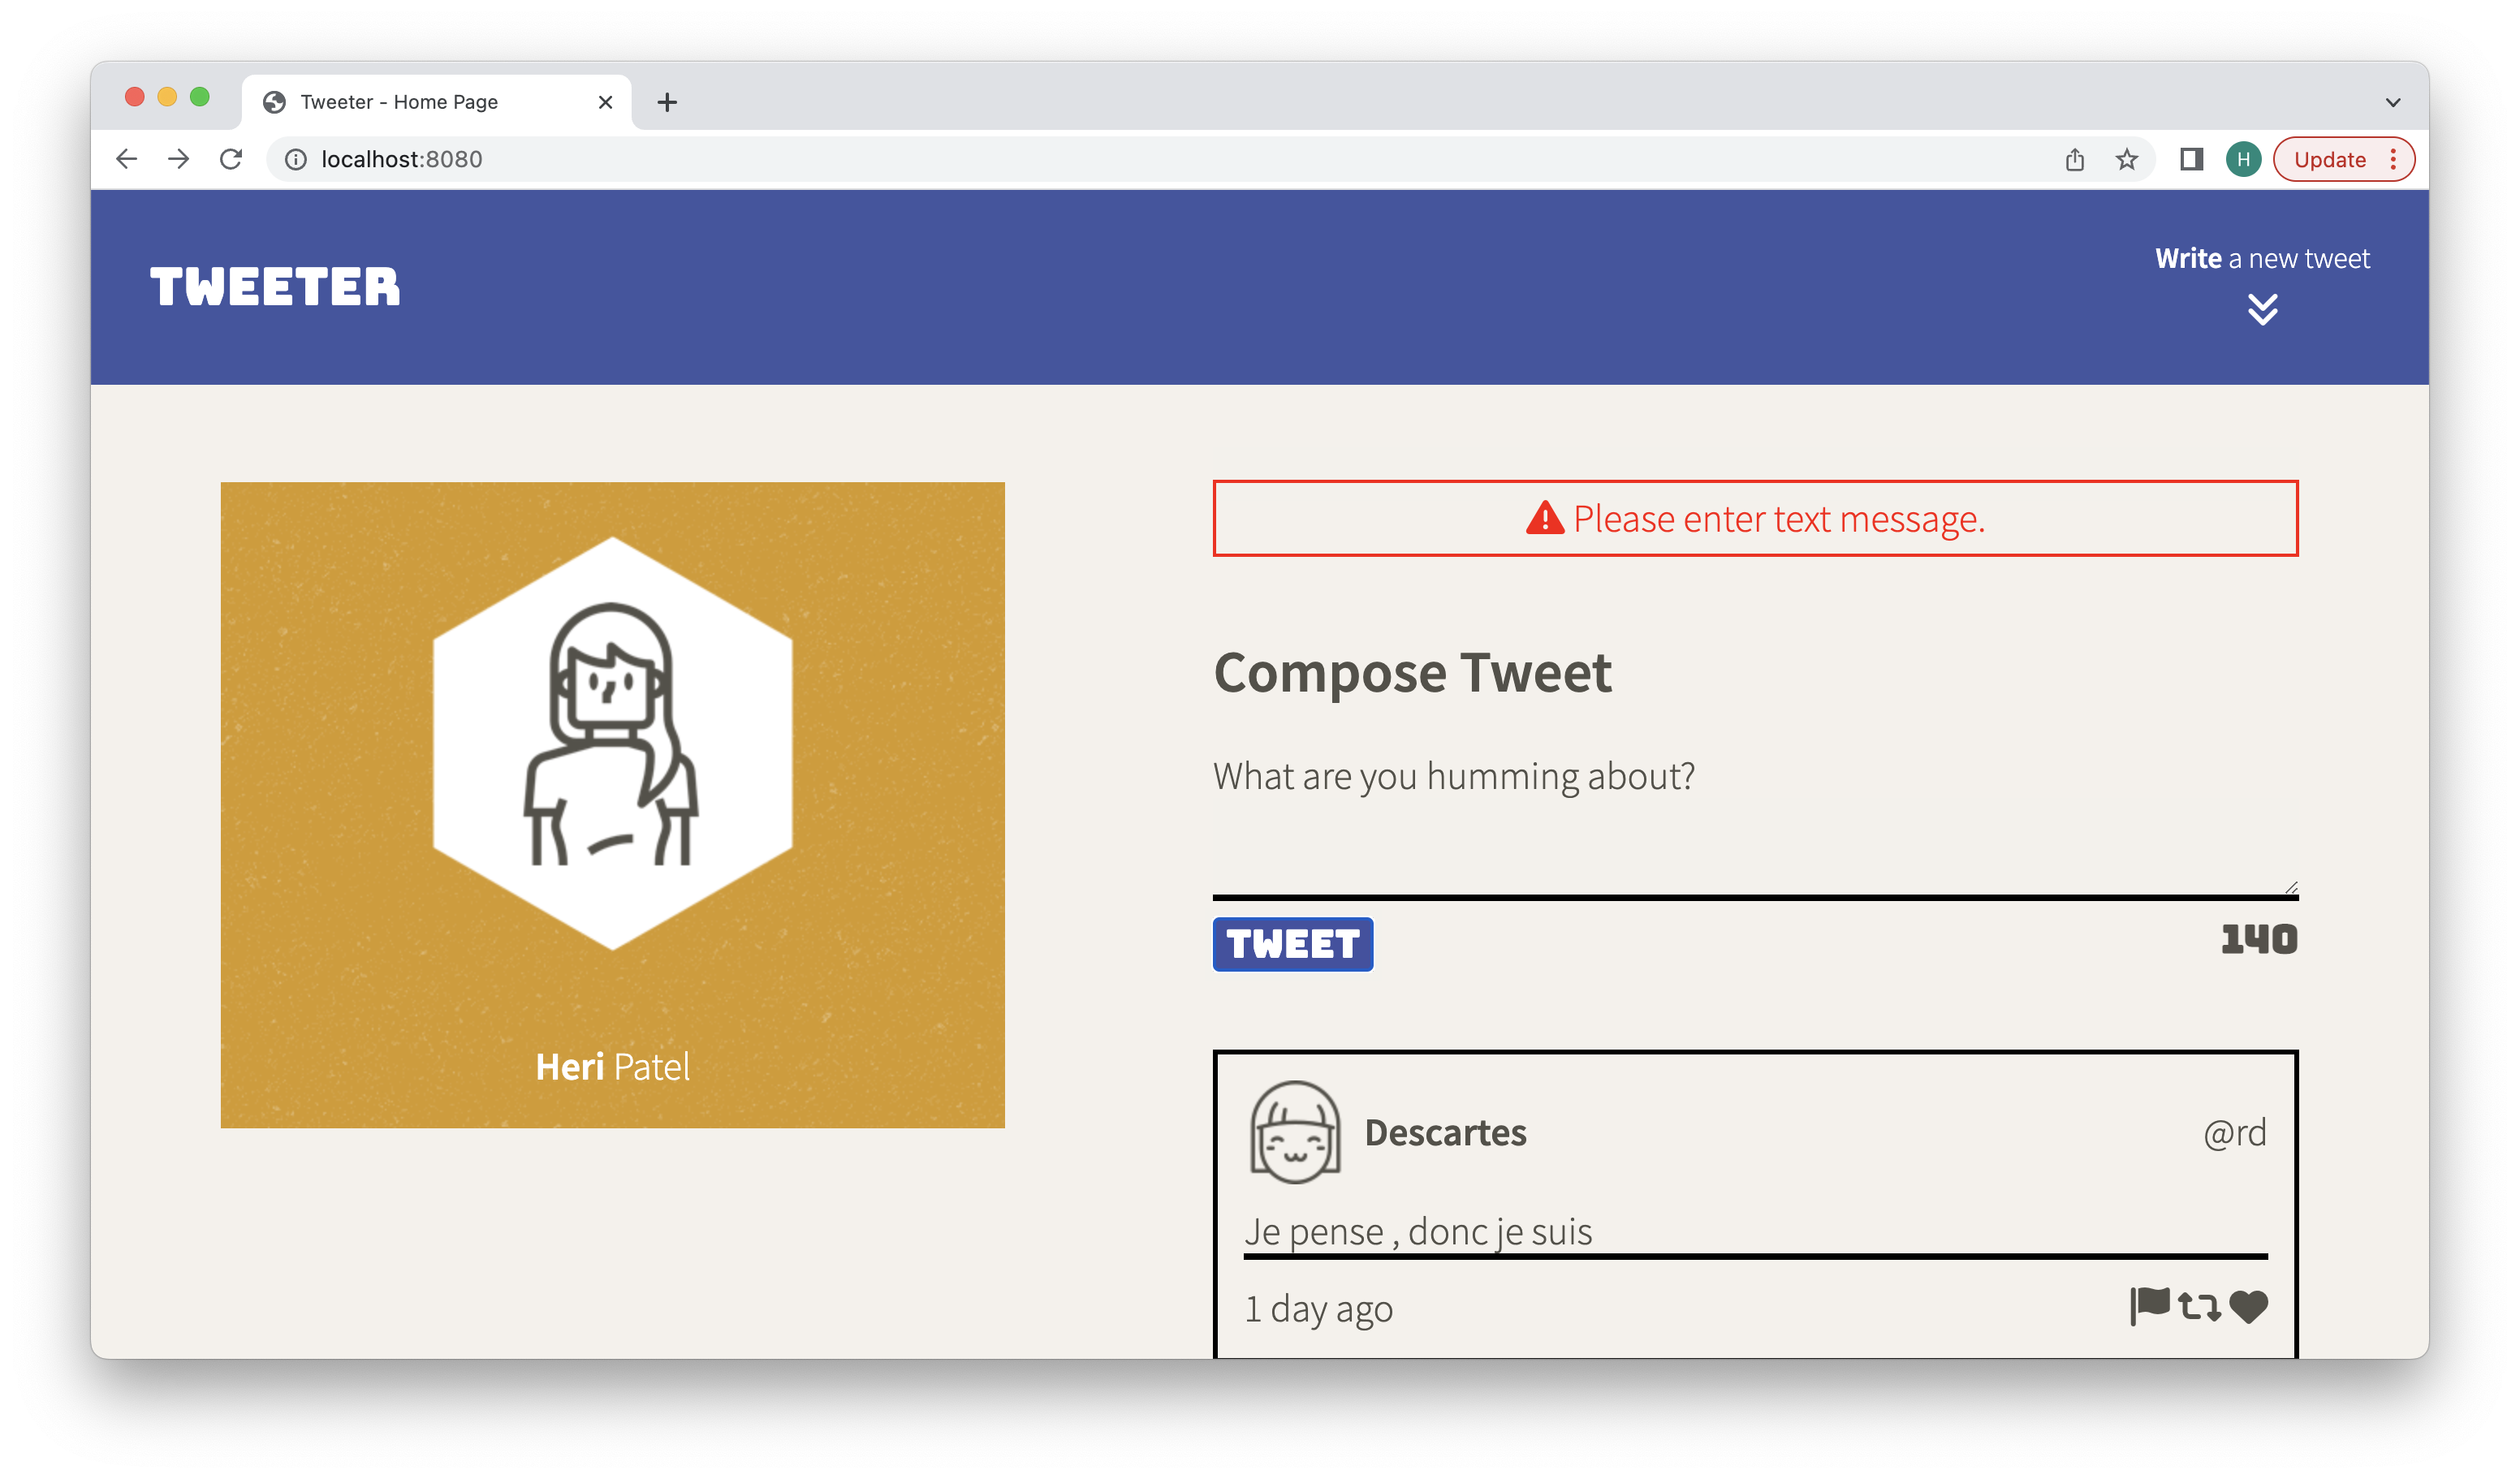 Tweeter - Home Page
localhost:8080
H
Update
TWEETER
Write a new tweet
Please enter text message.
Compose Tweet
What are you humming about?
TWEET
140
Heri Patel
Descartes
@rd
Je pense , donc je suis
1 day ago